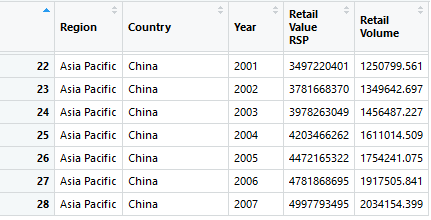 Region Country Year Retail Value RSP Retail Volume
22 Asia Pacific China 2001 3497220401 1250799.561
23 Asia Pacific China 2002 3781668370 1349642.697
24 Asia Pacific China 2003 3978263049 1456487.227
25 Asia Pacific China 2004 4203466262 1611014.509
26 Asia Pacific China 2005 4472165322 1754241.075
27 Asia Pacific China 2006 4781868695 1917505.841
28 Asia Pacific China 2007 4997793495 2034154.399